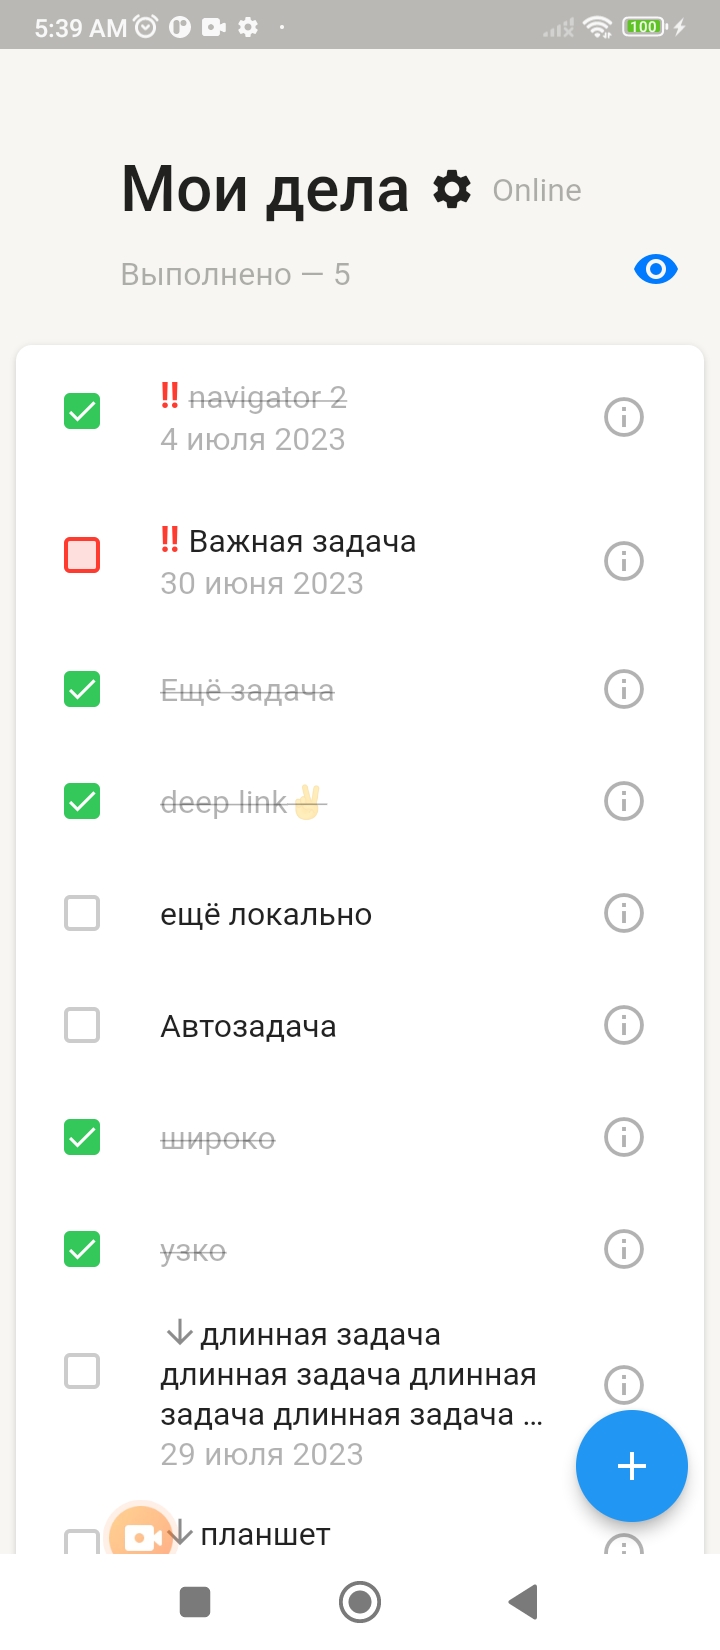 5:39 AM
100
Мои дела
Online
Выполнено — 5
‼ navigator 2
4 июля 2023
‼ Важная задача
30 июня 2023
Ещё задача
deep link✌
ещё локально
Автозадача
широко
узко
↓ длинная задача
длинная задача длинная
задача длинная задача ...
29 июля 2023
↓ планшет